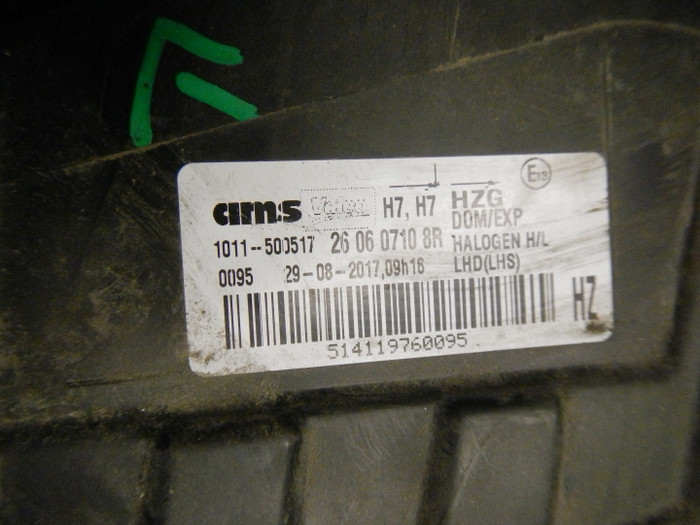 F
E13
ams H7, H7 HZG
DOM/EXP
1011--500517 26 06 0710 8R HALOGEN H/L
0095 29-08-2017,09h16 LHD(LHS)
HZ
514119760095